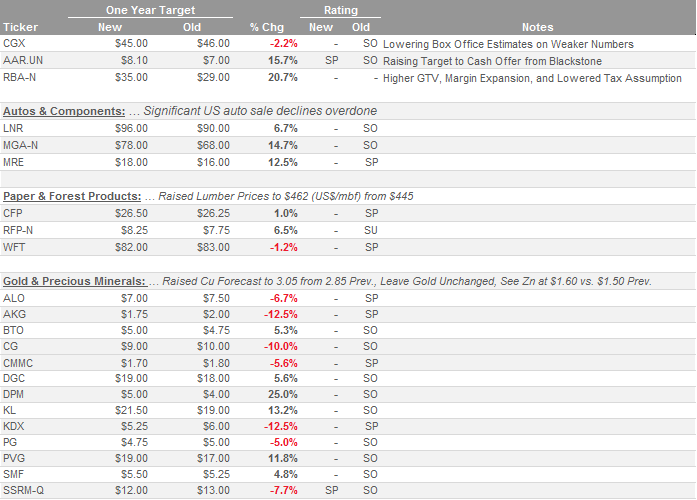 One Year Target Rating
Ticker New Old % Chg New Old Notes
CGX $45.00 $46.00 -2.2% - SO Lowering Box Office Estimates on Weaker Numbers
AAR.UN $8.10 $7.00 15.7% SP SO Raising Target to Cash Offer from Blackstone
RBA-N $35.00 $29.00 20.7% - - Higher GTV, Margin Expansion, and Lowered Tax Assumption
Autos & Components: ... Significant US auto sale declines overdone
LNR $96.00 $90.00 6.7% - SO
MGA-N $78.00 $68.00 14.7% - SO
MRE $18.00 $16.00 12.5% - SP
Paper & Forest Products: ... Raised Lumber Prices to $462 (US$/mbf) from $445
CFP $26.50 $26.25 1.0% - SP
RFP-N $8.25 $7.75 6.5% - SU
WFT $82.00 $83.00 -1.2% - SP
Gold & Precious Minerals: ... Raised Cu Forecast to 3.05 from 2.85 Prev., Leave Gold Unchanged, See Zn at $1.60 vs. $1.50 Prev.
ALO $7.00 $7.50 -6.7% - SP
AKG $1.75 $2.00 -12.5% - SP
BTO $5.00 $4.75 5.3% - SO
CG $9.00 $10.00 -10.0% - SO
CMMC $1.70 $1.80 -5.6% - SP
DGC $19.00 $18.00 5.6% - SO
DPM $5.00 $4.00 25.0% - SO
KL $21.50 $19.00 13.2% - SO
KDX $5.25 $6.00 -12.5% - SP
PG $4.75 $5.00 -5.0% - SO
PVG $19.00 $17.00 11.8% - SO
SMF $5.50 $5.25 4.8% - SO
SSRM-Q $12.00 $13.00 -7.7% SP SO